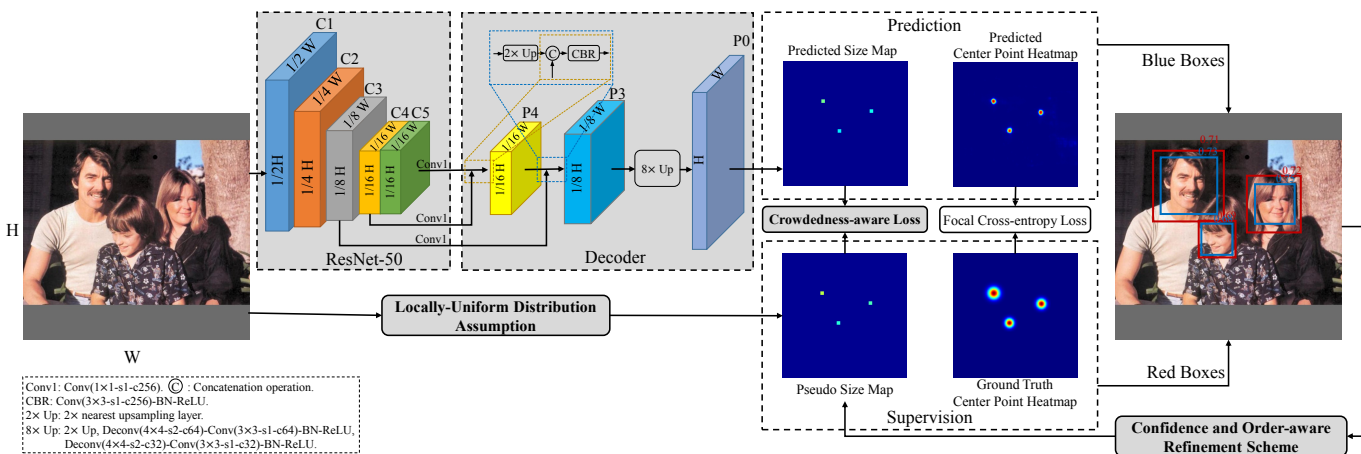 H
W
C1
C2
C3
C4 C5
1/2 W
1/4 W
1/8 W
1/16 W
1/16 W
1/2H
1/4 H
1/8 H
1/16 H
1/16 H
ResNet-50
Conv1
Conv1
Conv1
2× Up
C
CBR
P4
1/16 W
1/16 H
P3
1/8 W
1/8 H
8× Up
P0
W
H
Decoder
Prediction
Predicted Size Map
Predicted
Center Point Heatmap
Crowdedness-aware Loss
Focal Cross-entropy Loss
Locally-Uniform Distribution
Assumption
Pseudo Size Map
Ground Truth
Center Point Heatmap
Supervision
Blue Boxes
0.71
Red Boxes
Confidence and Order-aware
Refinement Scheme
Conv1: Conv(1×1-s1-c256). C : Concatenation operation.
CBR: Conv(3×3-s1-c256)-BN-ReLU.
2× Up: 2× nearest upsampling layer.
8× Up: 2× Up, Deconv(4×4-s2-c64)-Conv(3×3-s1-c64)-BN-ReLU,
Deconv(4×4-s2-c32)-Conv(3×3-s1-c32)-BN-ReLU.